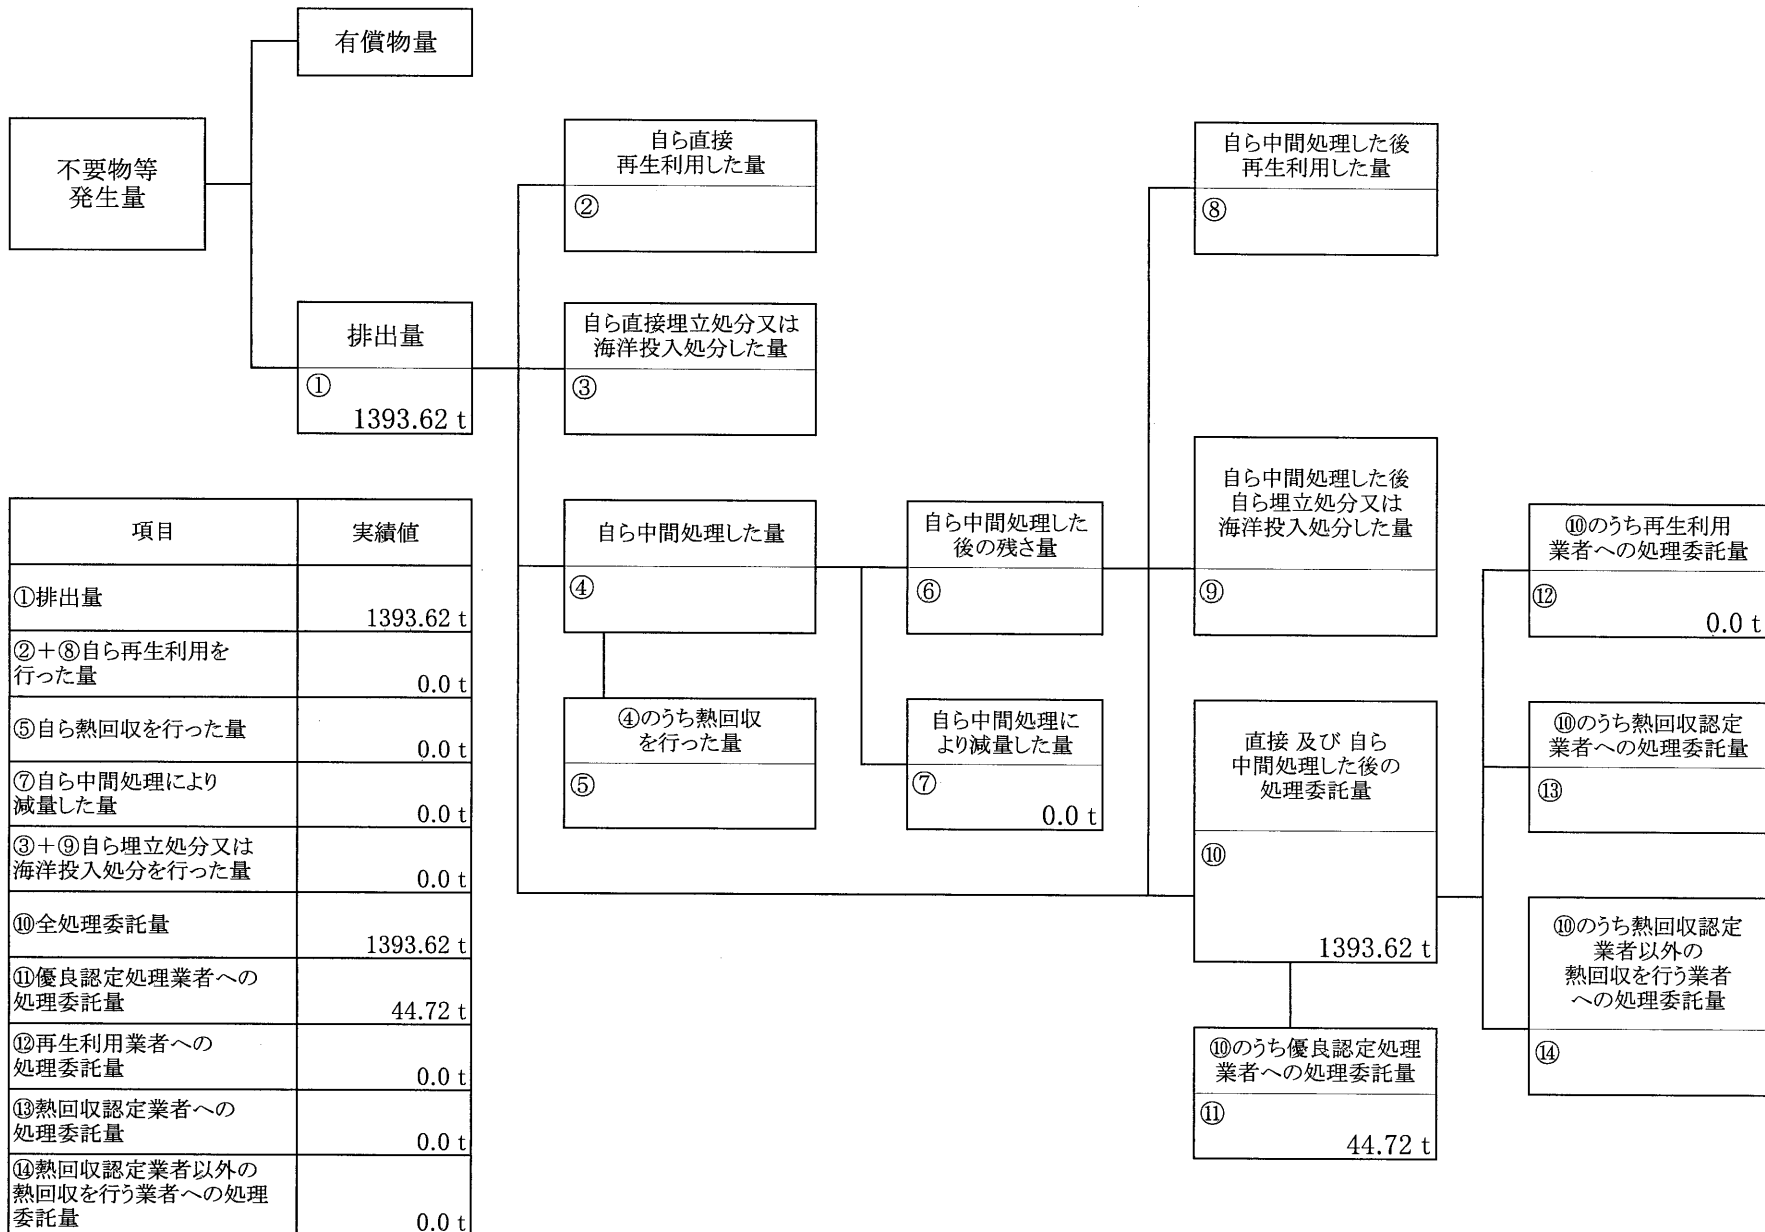 有償物量
不要物等
発生量
排出量
①
1393.62 t
自ら直接
再生利用した量
②
自ら直接埋立処分又は
海洋投入処分した量
③
自ら中間処理した量
④
④のうち熱回収
を行った量
⑤
自ら中間処理した
後の残さ量
⑥
自ら中間処理に
より減量した量
⑦
0.0 t
自ら中間処理した後
再生利用した量
⑧
自ら中間処理した後
自ら埋立処分又は
海洋投入処分した量
⑨
直接 及び 自ら
中間処理した後の
処理委託量
⑩
1393.62 t
⑩のうち優良認定処理
業者への処理委託量
⑪
44.72 t
⑩のうち再生利用
業者への処理委託量
⑫
0.0 t
⑩のうち熱回収認定
業者への処理委託量
⑬
⑩のうち熱回収認定
業者以外の
熱回収を行う業者
への処理委託量
⑭
項目 実績値
①排出量
1393.62 t
②＋⑧自ら再生利用を
行った量
0.0 t
⑤自ら熱回収を行った量
0.0 t
⑦自ら中間処理により
減量した量
0.0 t
③＋⑨自ら埋立処分又は
海洋投入処分を行った量
0.0 t
⑩全処理委託量
1393.62 t
⑪優良認定処理業者への
処理委託量
44.72 t
⑫再生利用業者への
処理委託量
0.0 t
⑬熱回収認定業者への
処理委託量
0.0 t
⑭熱回収認定業者以外の
熱回収を行う業者への処理
委託量
0.0 t